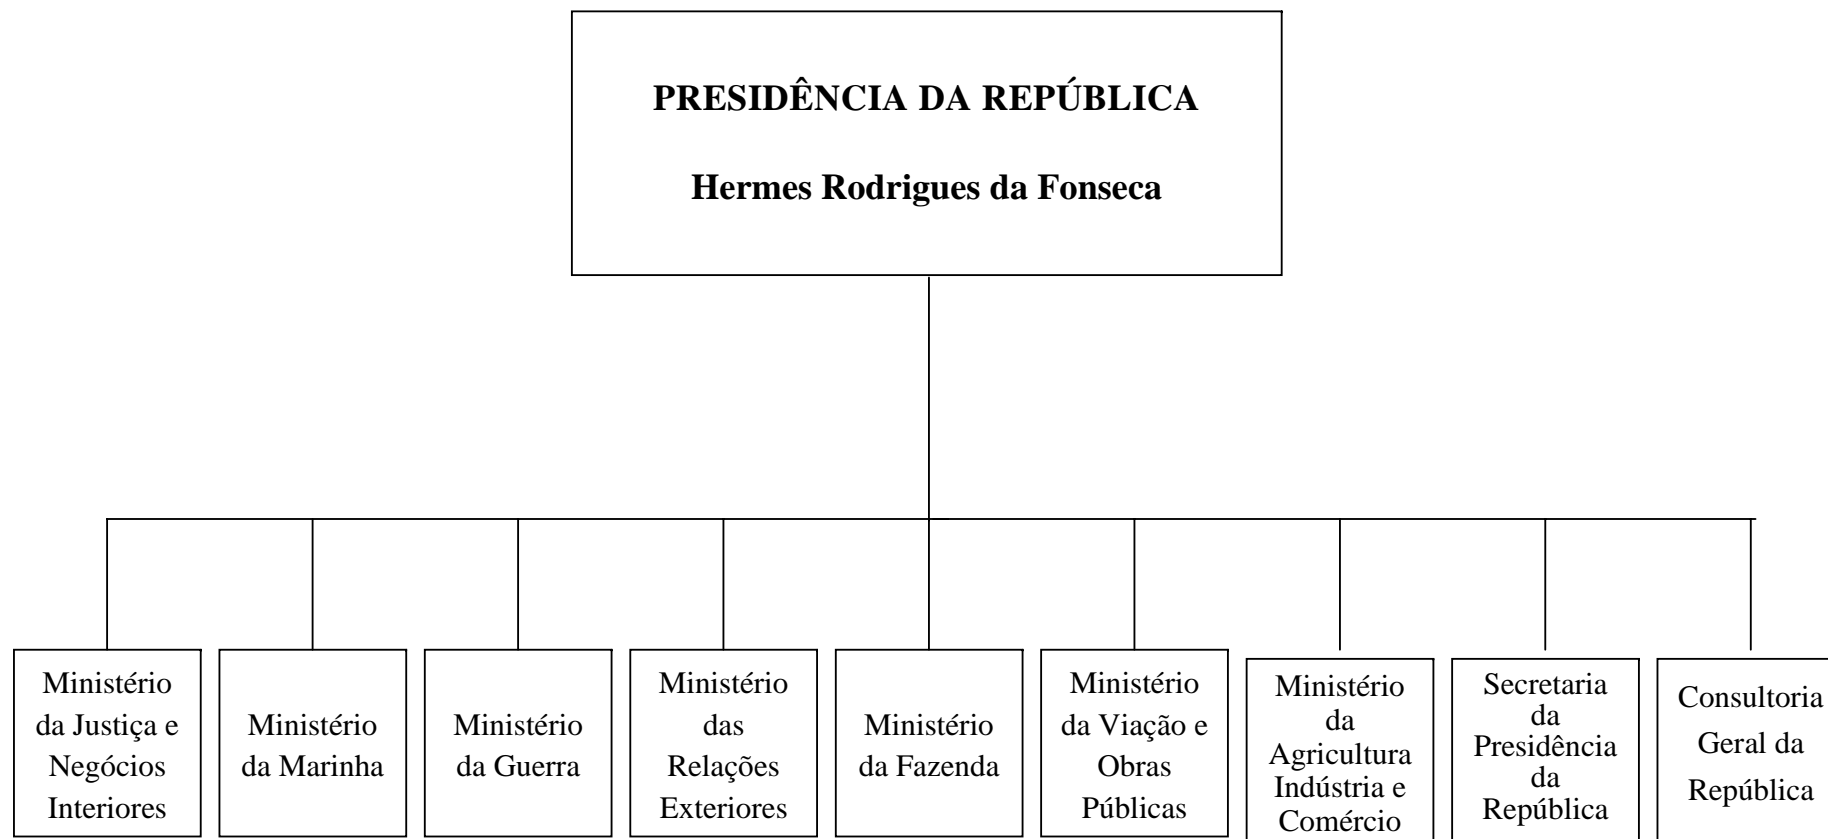 PRESIDÊNCIA DA REPÚBLICA
Hermes Rodrigues da Fonseca
Ministério
da Justiça e
Negócios
Interiores
Ministério
da Marinha
Ministério
da Guerra
Ministério
das
Relações
Exteriores
Ministério
da Fazenda
Ministério
da Viação e
Obras
Públicas
Ministério
da
Agricultura
Indústria e
Comércio
Secretaria
da
Presidência
da
República
Consultoria
Geral da
República